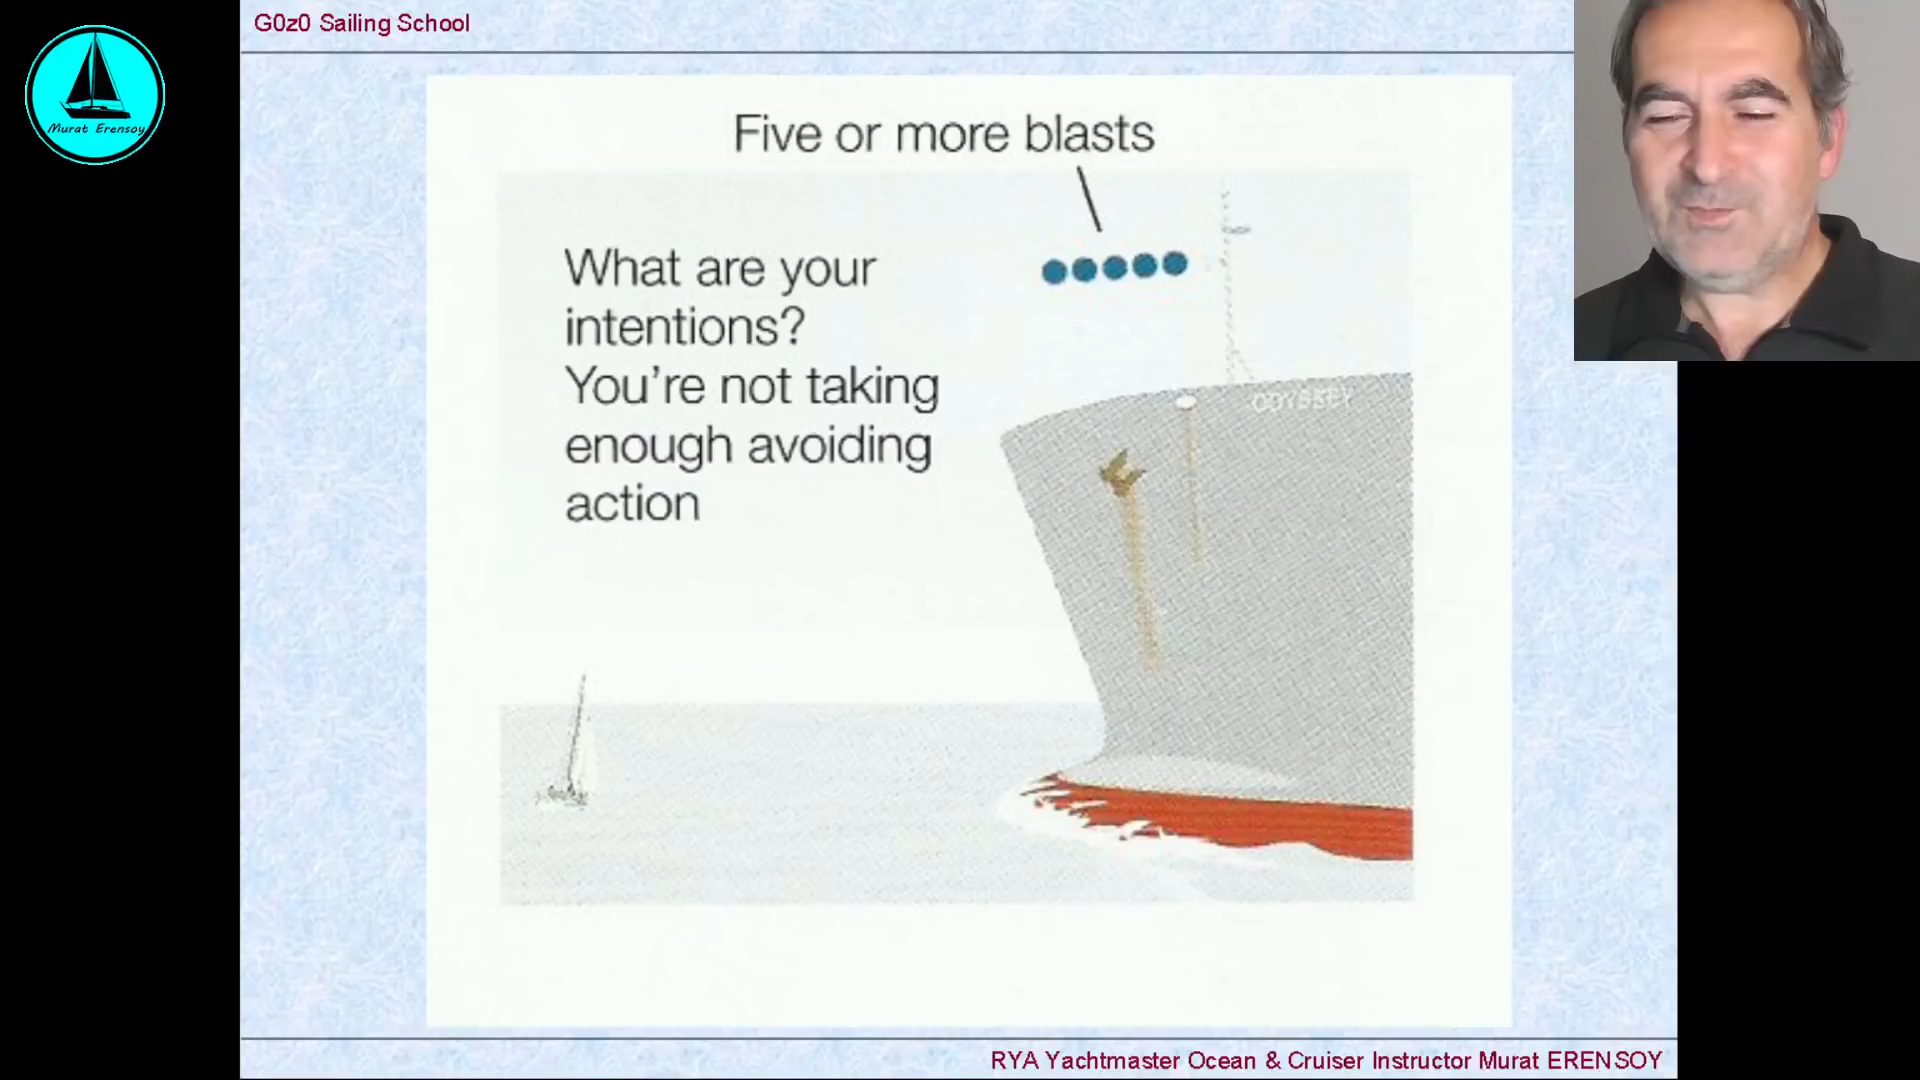 G0z0 Sailing School
Murat Erensoy
Five or more blasts
What are your
intentions?
You're not taking
enough avoiding
action
ODYSSEY
RYA Yachtmaster Ocean & Cruiser Instructor Murat ERENSOY